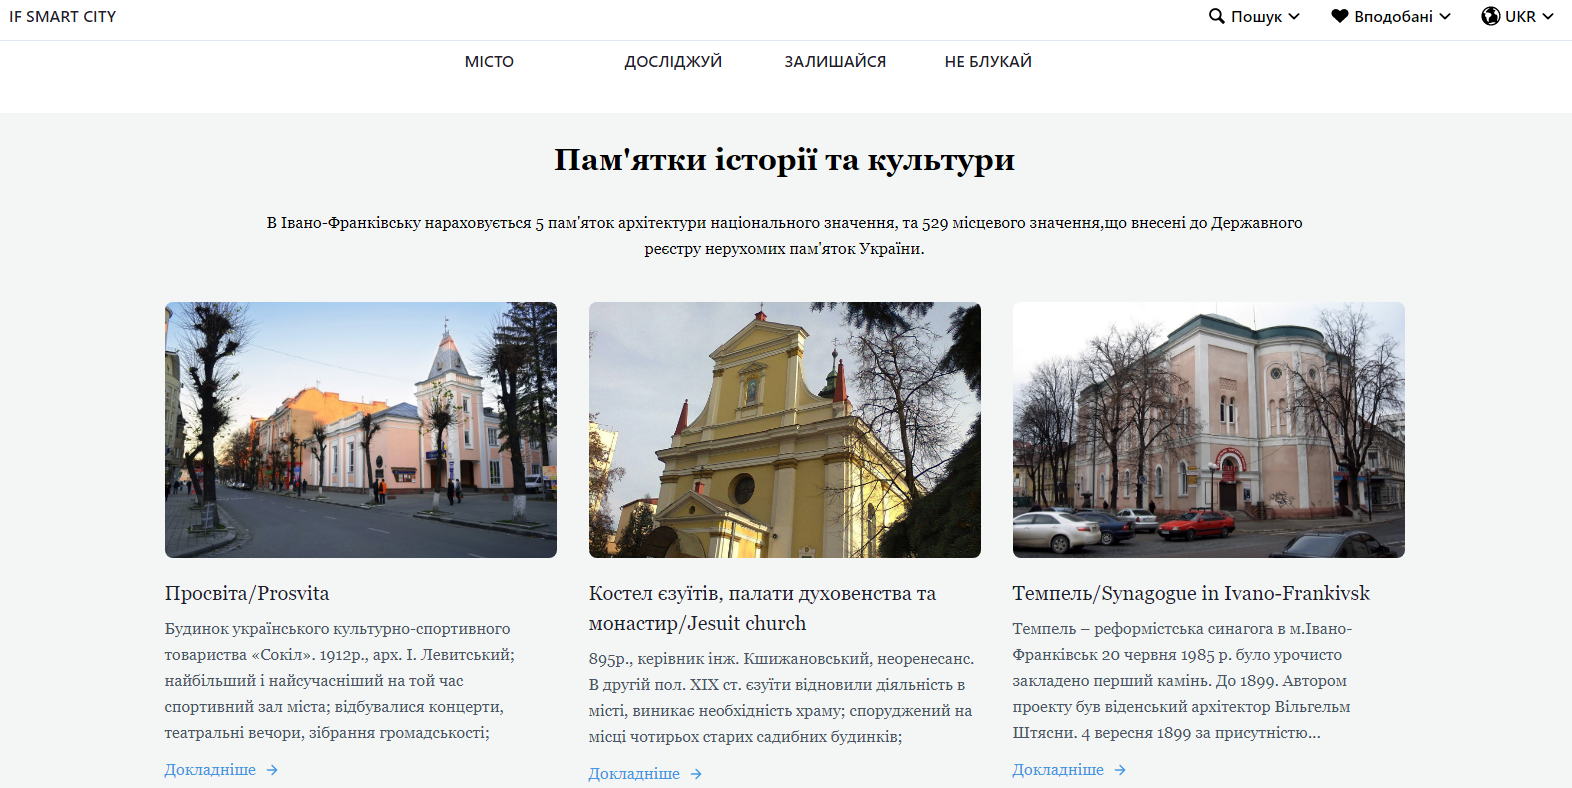 IF SMART CITY
Пошук
Вподобані
UKR
МІСТО
ДОСЛІДЖУЙ
ЗАЛИШАЙСЯ
НЕ БЛУКАЙ
Пам'ятки історії та культури
В Івано-Франківську нараховується 5 пам'яток архітектури національного значення, та 529 місцевого значення,що внесені до Державного
реєстру нерухомих пам'яток України.
Просвіта/Prosvita
Будинок українського культурно-спортивного
товариства «Сокіл». 1912р., арх. І. Левитський;
найбільший і найсучасніший на той час
спортивний зал міста; відбувалися концерти,
театральні вечори, зібрання громадськості;
Докладніше
Костел єзуїтів, палати духовенства та
монастир/Jesuit church
895р., керівник інж. Кшижановський, неоренесанс.
В другій пол. XIX ст. єзуїти відновили діяльність в
місті, виникає необхідність храму; споруджений на
місці чотирьох старих садибних будинків;
Докладніше
Темпель/Synagogue in Ivano-Frankivsk
Темпель – реформістська синагога в м.Івано-
Франківськ 20 червня 1985 р. було урочисто
закладено перший камінь. До 1899. Автором
проекту був віденський архітектор Вільгельм
Штясни. 4 вересня 1899 за присутністю...
Докладніше